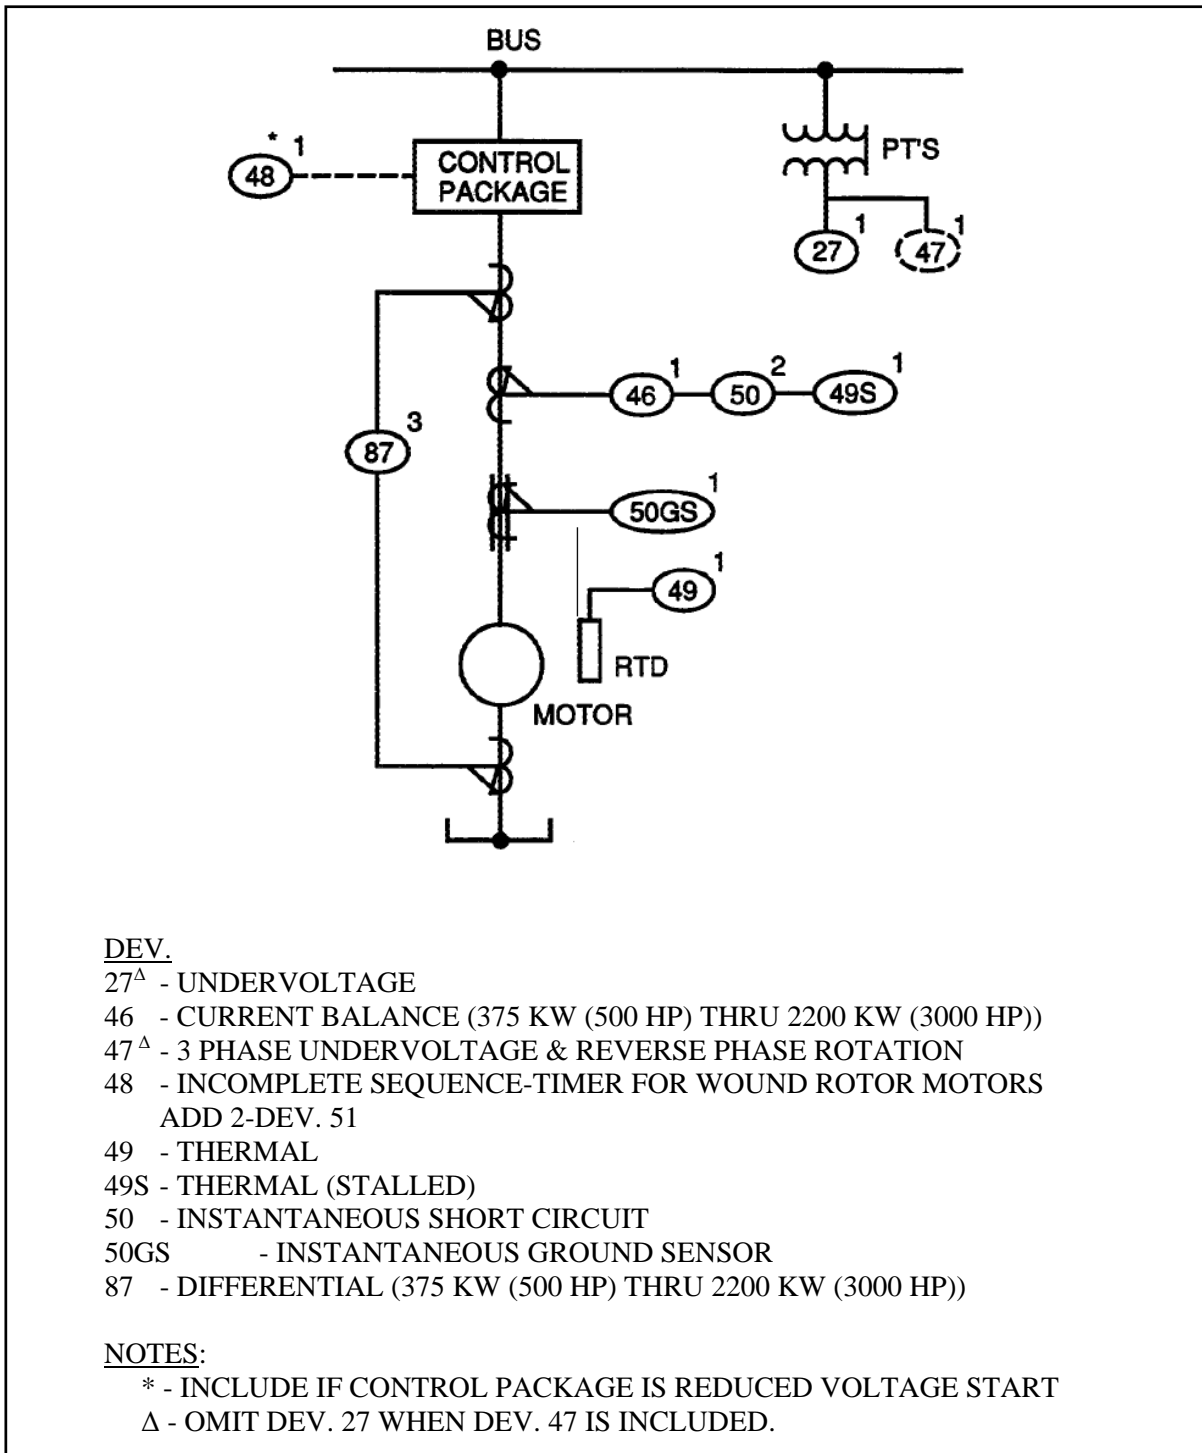 BUS
* 1
48
CONTROL
PACKAGE
PT'S
27 1
47 1
46 1
50 2
49S 1
87 3
50GS 1
49 1
RTD
MOTOR
DEV.
27Δ - UNDERVOLTAGE
46 - CURRENT BALANCE (375 KW (500 HP) THRU 2200 KW (3000 HP))
47 Δ - 3 PHASE UNDERVOLTAGE & REVERSE PHASE ROTATION
48 - INCOMPLETE SEQUENCE-TIMER FOR WOUND ROTOR MOTORS
ADD 2-DEV. 51
49 - THERMAL
49S - THERMAL (STALLED)
50 - INSTANTANEOUS SHORT CIRCUIT
50GS - INSTANTANEOUS GROUND SENSOR
87 - DIFFERENTIAL (375 KW (500 HP) THRU 2200 KW (3000 HP))
NOTES:
* - INCLUDE IF CONTROL PACKAGE IS REDUCED VOLTAGE START
Δ - OMIT DEV. 27 WHEN DEV. 47 IS INCLUDED.